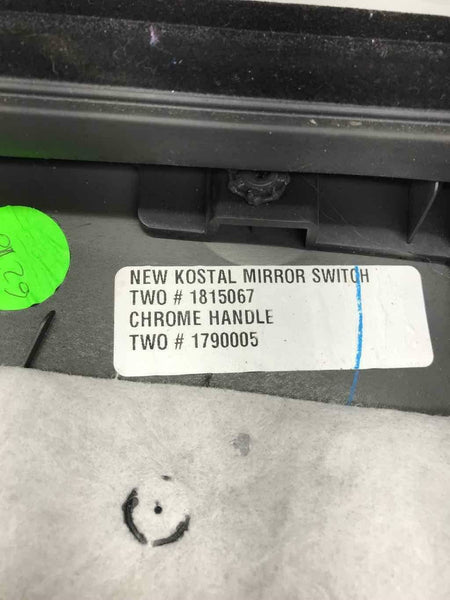 NEW KOSTAL MIRROR SWITCH
TWO # 1815067
CHROME HANDLE
TWO # 1790005